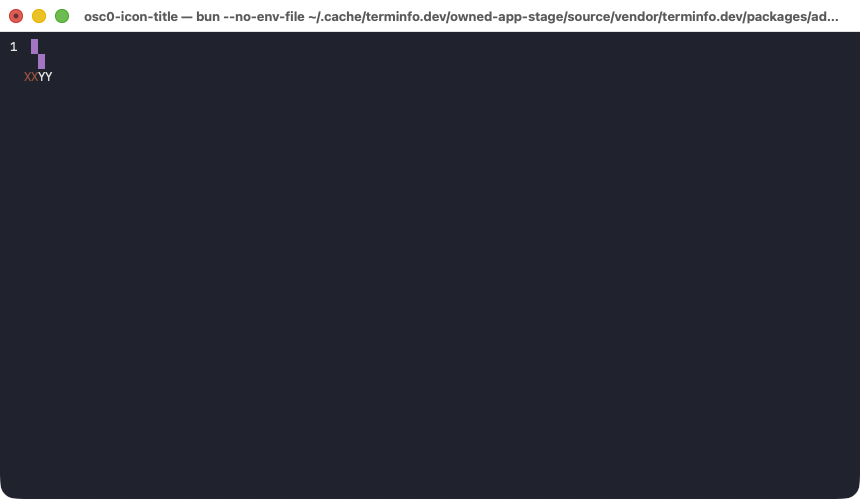 osc0-icon-title — bun --no-env-file ~/.cache/terminfo.dev/owned-app-stage/source/vendor/terminfo.dev/packages/ad...
1
XXYY